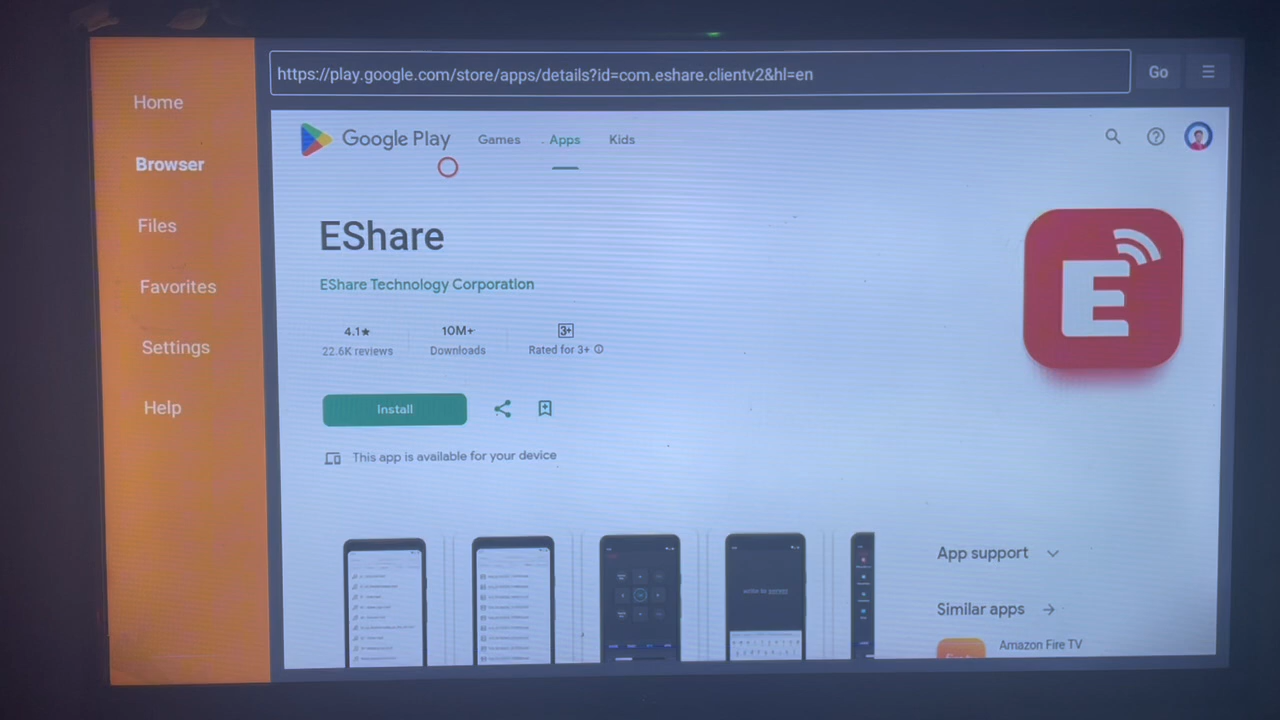 https://play.google.com/store/apps/details?id=com.eshare.clientv2&hl=en
Go
Home
Browser
Files
Favorites
Settings
Help
Google Play
Games
Apps
Kids
EShare
EShare Technology Corporation
4.1★
22.6K reviews
10M+
Downloads
3+
Rated for 3+
Install
This app is available for your device
E
App support
Similar apps
Amazon Fire TV